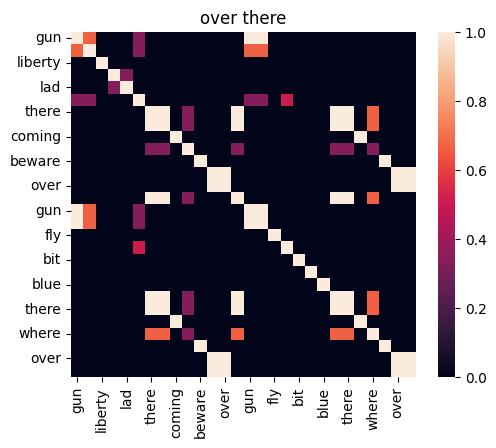 over there
gun
liberty
lad
there
coming
beware
over
gun
fly
bit
blue
there
where
over
gun
liberty
lad
there
coming
beware
over
gun
fly
bit
blue
there
where
over
1.0
0.8
0.6
0.4
0.2
0.0